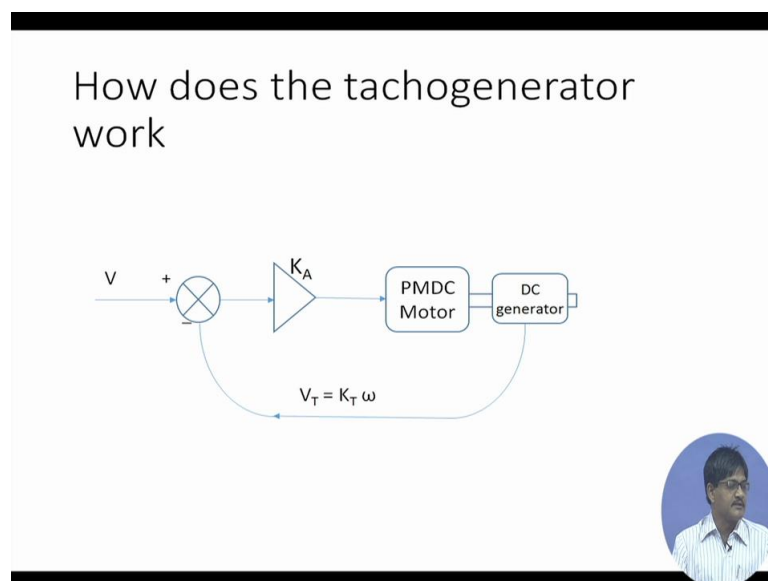 How does the tachogenerator
work
V
+
K_A
PMDC
Motor
DC
generator
−
V_T = K_T ω